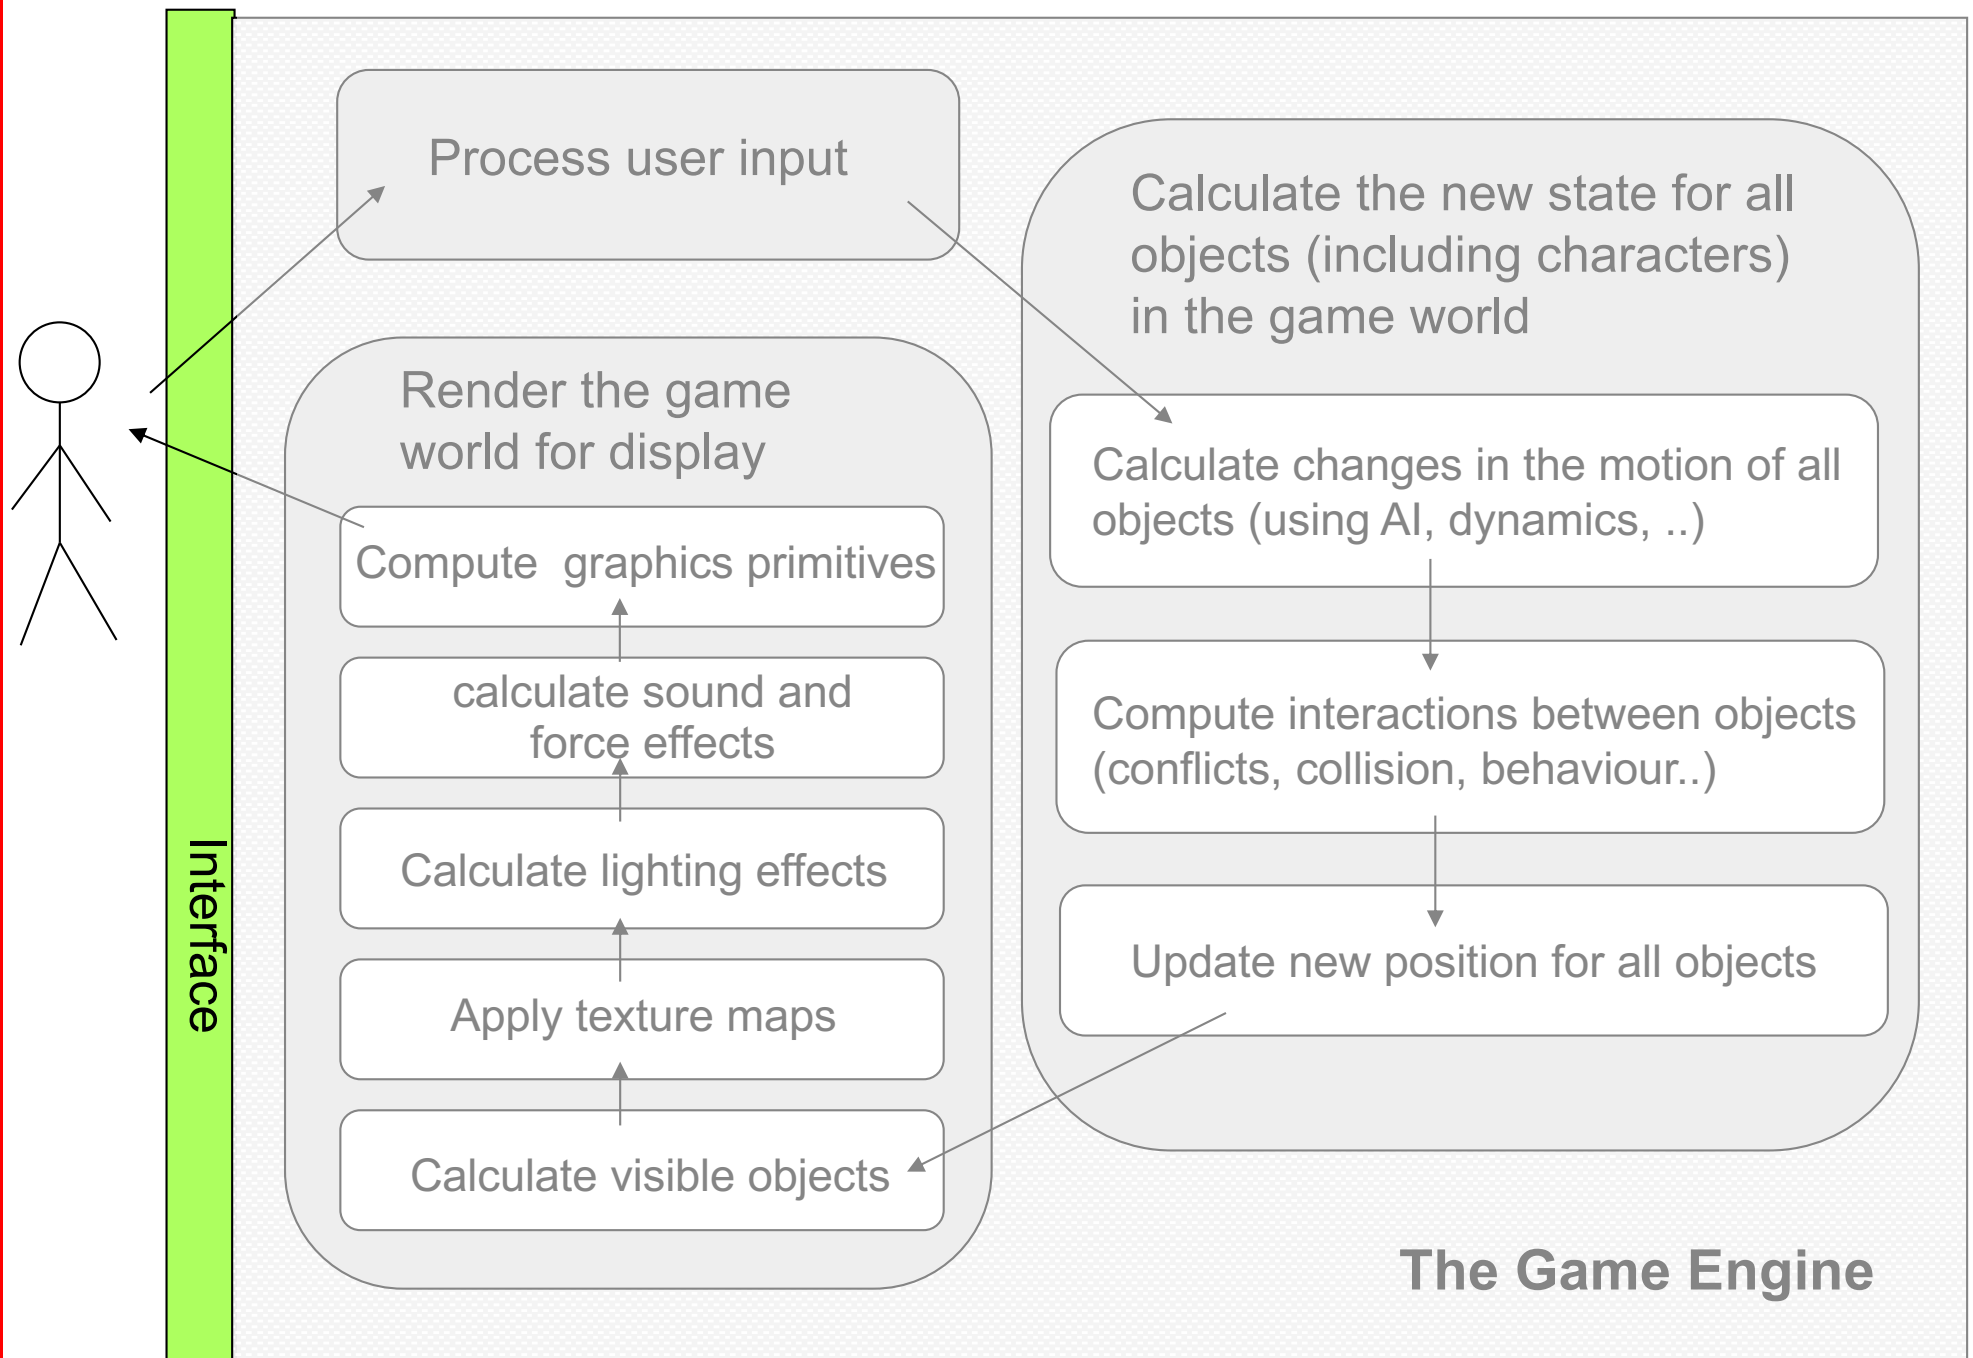 Process user input
Calculate the new state for all
objects (including characters)
in the game world
Calculate changes in the motion of all
objects (using AI, dynamics, ..)
Compute interactions between objects
(conflicts, collision, behaviour..)
Update new position for all objects
Render the game
world for display
Compute  graphics primitives
calculate sound and
force effects
Calculate lighting effects
Apply texture maps
Calculate visible objects
Interface
The Game Engine